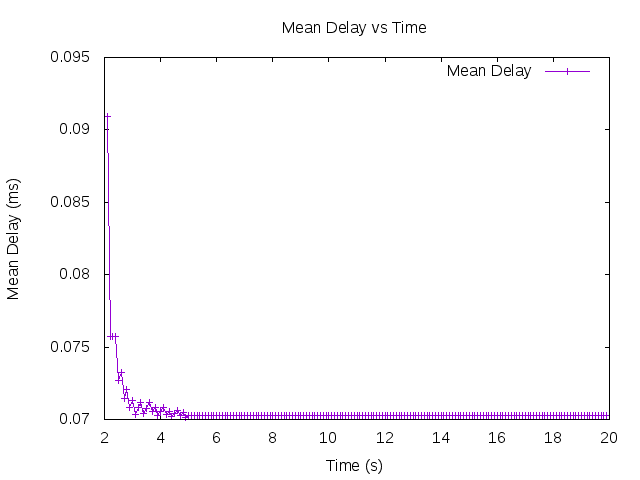 Mean Delay vs Time
Mean Delay
0.095
0.09
0.085
0.08
0.075
0.07
Mean Delay (ms)
2 4 6 8 10 12 14 16 18 20
Time (s)